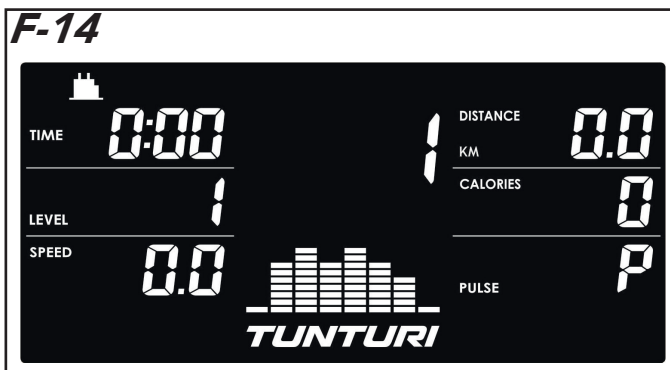 F-14
TIME 0:00
LEVEL 1
SPEED 0.0
1
DISTANCE
KM 0.0
CALORIES 0
PULSE P
TUNTURI